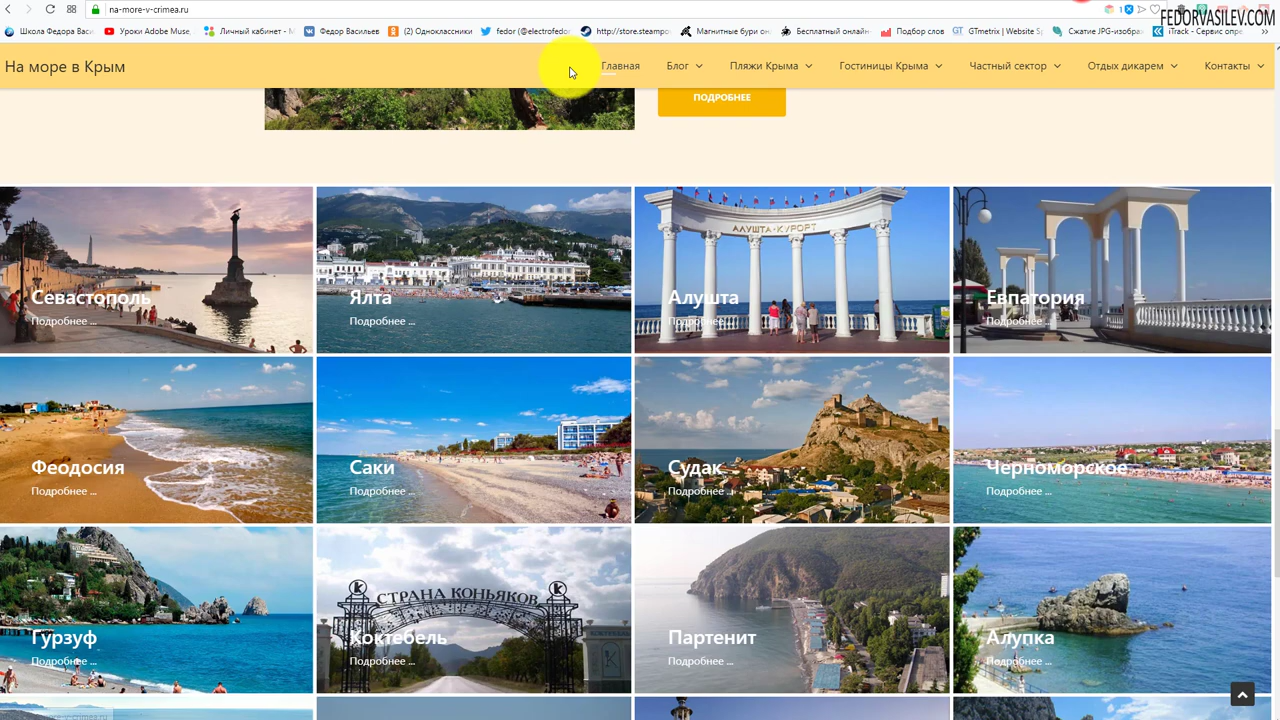 na-more-v-crimea.ru
FEDORVASILEV.COM
Школа Федора Васи
Уроки Adobe Muse,
Личный кабинет - М
Федор Васильев
(2) Одноклассники
fedor (@electrofedo
http://store.steampo
Магнитные бури он
Бесплатный онлайн-
Подбор слов
GTmetrix | Website Sp
Сжатие JPG-изображ
iTrack - Сервис опре.
На море в Крым
Главная
Блог
Пляжи Крыма
Гостиницы Крыма
Частный сектор
Отдых дикарем
Контакты
ПОДРОБНЕЕ
АЛУШТА-КУРОРТ
Севастополь
Подробнее ...
Ялта
Подробнее ...
Алушта
Подробнее ...
Евпатория
Подробнее ...
Феодосия
Подробнее ...
Саки
Подробнее ...
Судак
Подробнее ...
Черноморское
Подробнее ...
Гурзуф
Подробнее ...
СТРАНА КОНЬЯКОВ
Коктебель
Подробнее ...
Партенит
Подробнее ...
Алупка
Подробнее ...